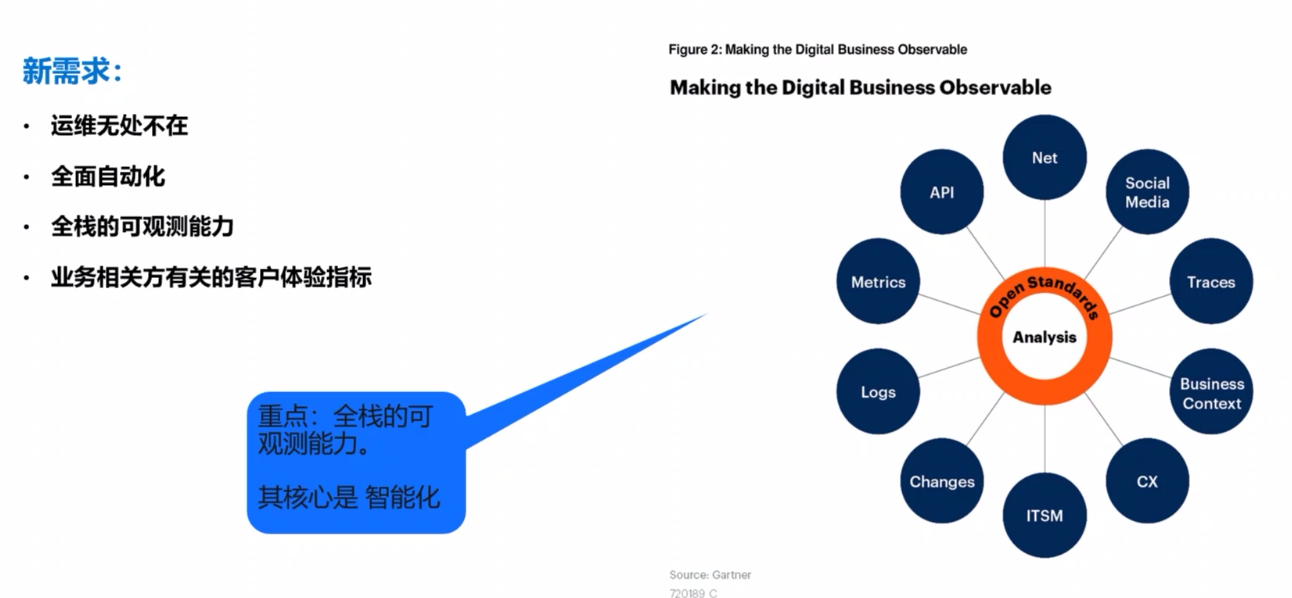 新需求：
• 运维无处不在
• 全面自动化
• 全栈的可观测能力
• 业务相关方有关的客户体验指标
重点：全栈的可
观测能力。
其核心是 智能化
Figure 2: Making the Digital Business Observable
Making the Digital Business Observable
Net
API
Social
Media
Metrics
Traces
Open Standards
Analysis
Logs
Business
Context
Changes
CX
ITSM
Source: Gartner
720189 C